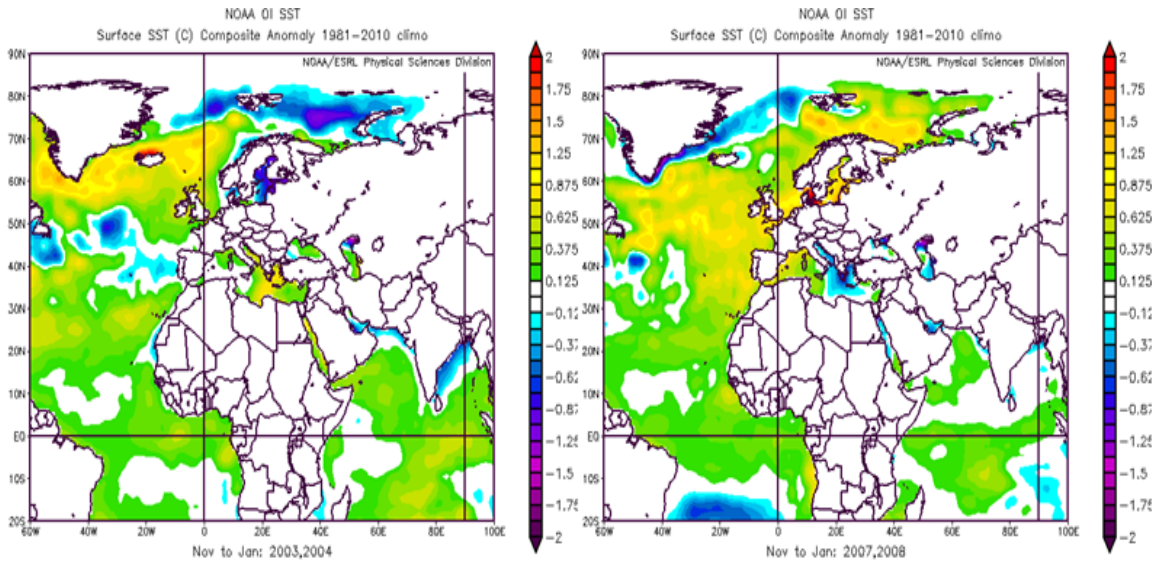 NOAA OI SST
Surface SST (C) Composite Anomaly 1981-2010 climo
NOAA/ESRL Physical Sciences Division
90N
80N
70N
60N
50N
40N
30N
20N
10N
EQ
10S
20S
60W
40W
20W
0
20E
40E
60E
80E
100E
2
1.75
1.5
1.25
0.875
0.625
0.375
0.125
-0.12
-0.37
-0.62
-0.87
-1.25
-1.5
-1.75
-2
Nov to Jan: 2003,2004
NOAA OI SST
Surface SST (C) Composite Anomaly 1981-2010 climo
NOAA/ESRL Physical Sciences Division
90N
80N
70N
60N
50N
40N
30N
20N
10N
EQ
10S
20S
60W
40W
20W
0
20E
40E
60E
80E
100E
2
1.75
1.5
1.25
0.875
0.625
0.375
0.125
-0.12
-0.37
-0.62
-0.87
-1.25
-1.5
-1.75
-2
Nov to Jan: 2007,2008